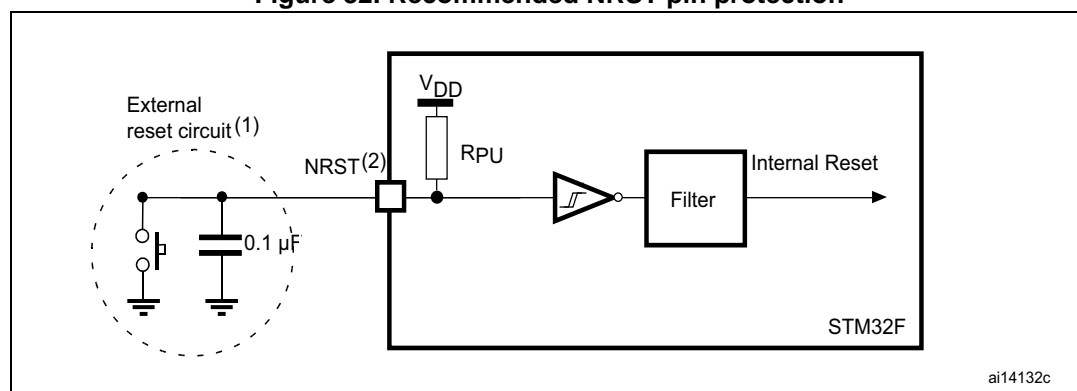 Figure 32. Recommended NRST pin protection
External
reset circuit(1)
VDD
NRST(2)
RPU
Internal Reset
Filter
0.1 µF
STM32F
ai14132c